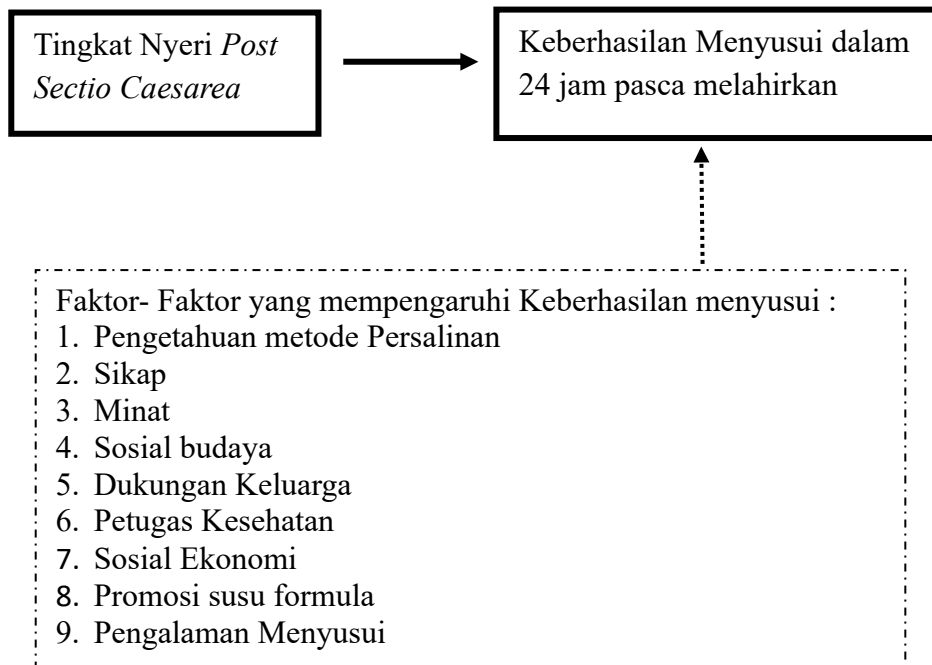 Tingkat Nyeri Post
Sectio Caesarea
Keberhasilan Menyusui dalam
24 jam pasca melahirkan
Faktor- Faktor yang mempengaruhi Keberhasilan menyusui :
1. Pengetahuan metode Persalinan
2. Sikap
3. Minat
4. Sosial budaya
5. Dukungan Keluarga
6. Petugas Kesehatan
7. Sosial Ekonomi
8. Promosi susu formula
9. Pengalaman Menyusui